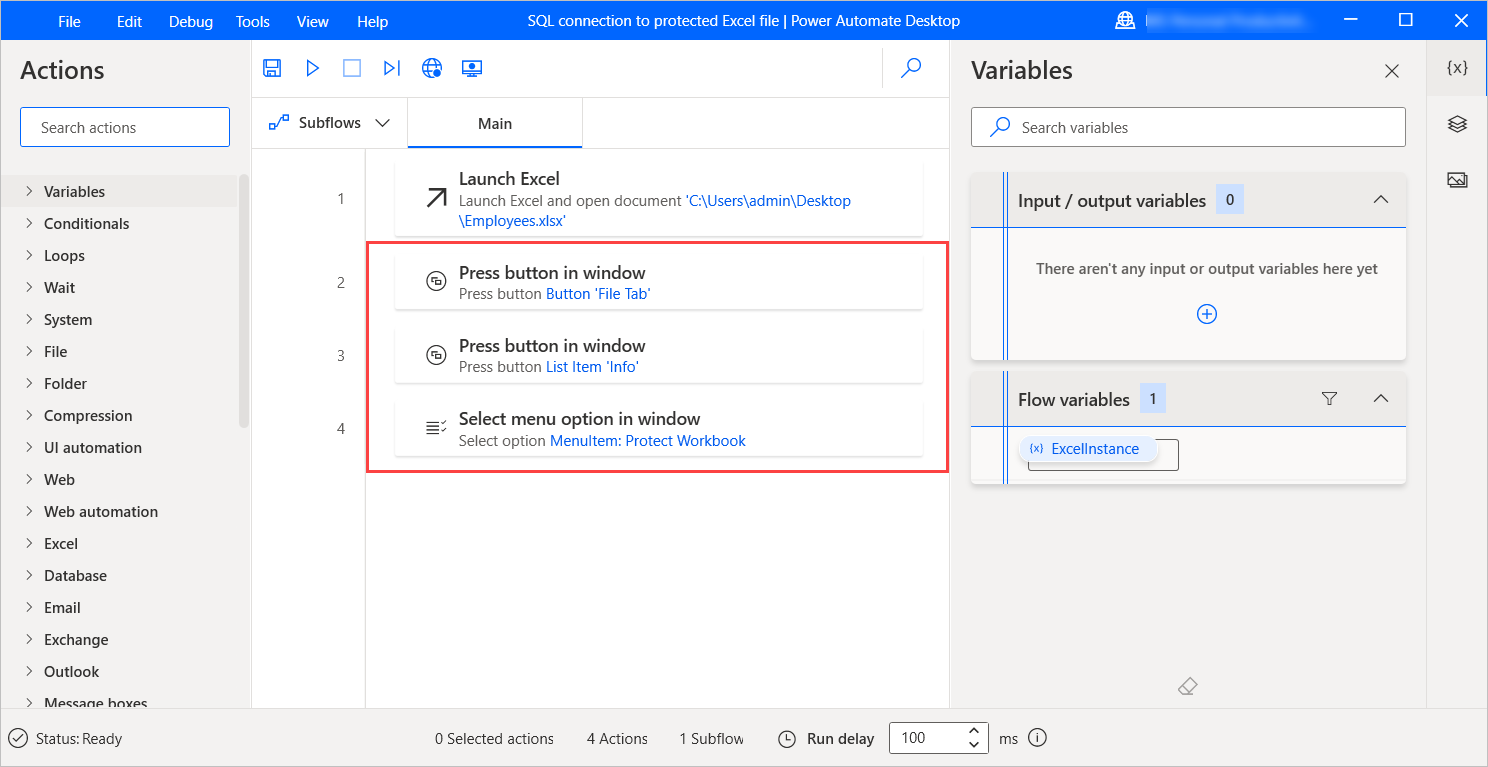 File Edit Debug Tools View Help
SQL connection to protected Excel file | Power Automate Desktop
Actions
Search actions
Variables
Conditionals
Loops
Wait
System
File
Folder
Compression
UI automation
Web
Web automation
Excel
Database
Email
Exchange
Outlook
Message boxes
Subflows
Main
1
Launch Excel
Launch Excel and open document 'C:\Users\admin\Desktop
\Employees.xlsx'
2
Press button in window
Press button Button 'File Tab'
3
Press button in window
Press button List Item 'Info'
4
Select menu option in window
Select option MenuItem: Protect Workbook
Variables
{x}
Search variables
Input / output variables 0
There aren't any input or output variables here yet
Flow variables 1
{x} ExcelInstance
Status: Ready
0 Selected actions
4 Actions
1 Subflow
Run delay
100
ms